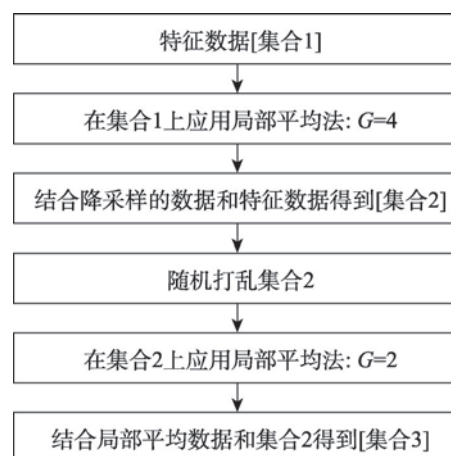 特征数据[集合1]
在集合1上应用局部平均法: G=4
结合降采样的数据和特征数据得到[集合2]
随机打乱集合2
在集合2上应用局部平均法: G=2
结合局部平均数据和集合2得到[集合3]